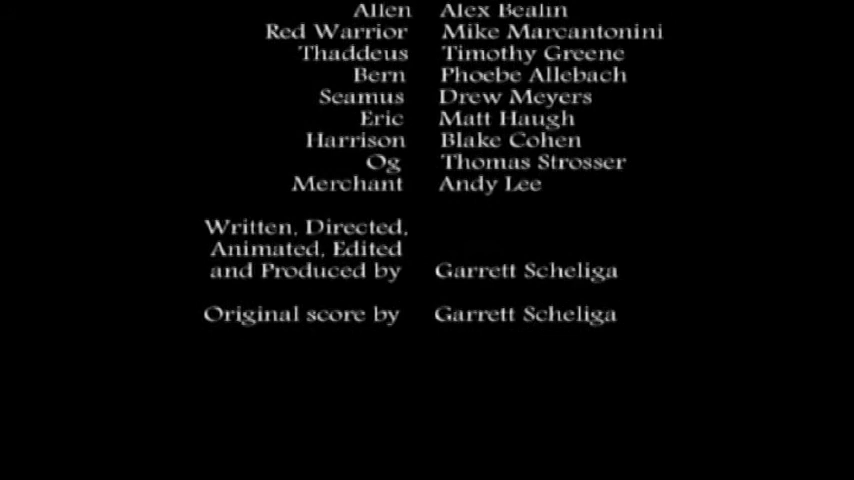 Allen Alex Bealin
Red Warrior Mike Marcantonini
Thaddeus Timothy Greene
Bern Phoebe Allebach
Seamus Drew Meyers
Eric Matt Haugh
Harrison Blake Cohen
Og Thomas Strosser
Merchant Andy Lee
Written, Directed,
Animated, Edited
and Produced by Garrett Scheliga
Original score by Garrett Scheliga